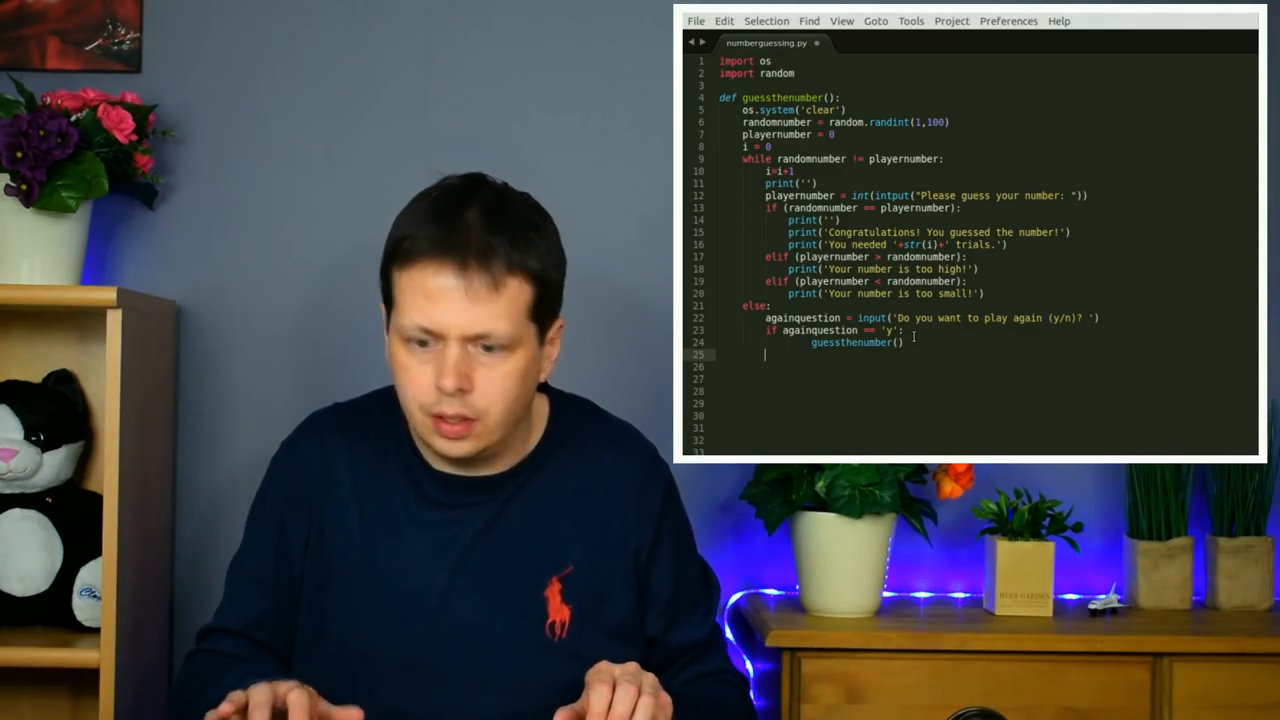 File Edit Selection Find View Goto Tools Project Preferences Help
numberguessing.py
1 import os
2 import random
3
4 def guessthenumber():
5 os.system('clear')
6 randomnumber = random.randint(1,100)
7 playernumber = 0
8 i = 0
9 while randomnumber != playernumber:
10 i=i+1
11 print('')
12 playernumber = int(intput("Please guess your number: "))
13 if (randomnumber == playernumber):
14 print('')
15 print('Congratulations! You guessed the number!')
16 print('You needed '+str(i)+' trials.')
17 elif (playernumber > randomnumber):
18 print('Your number is too high!')
19 elif (playernumber < randomnumber):
20 print('Your number is too small!')
21 else:
22 againquestion = input('Do you want to play again (y/n)? ')
23 if againquestion == 'y':
24 guessthenumber()
25
26
27
28
29
30
31
32
33
HERB GARDEN